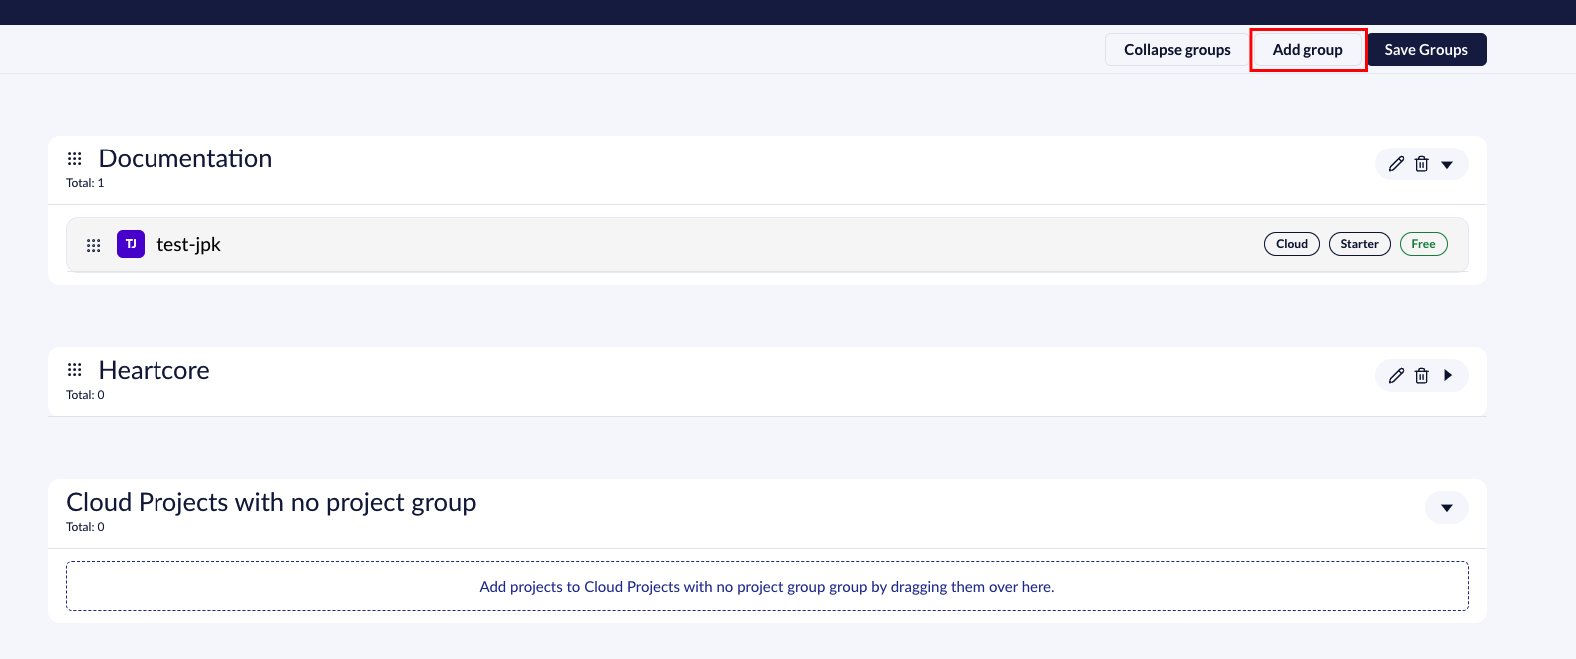 Collapse groups Add group Save Groups
Documentation
Total: 1
TJ test-jpk Cloud Starter Free
Heartcore
Total: 0
Cloud Projects with no project group
Total: 0
Add projects to Cloud Projects with no project group group by dragging them over here.